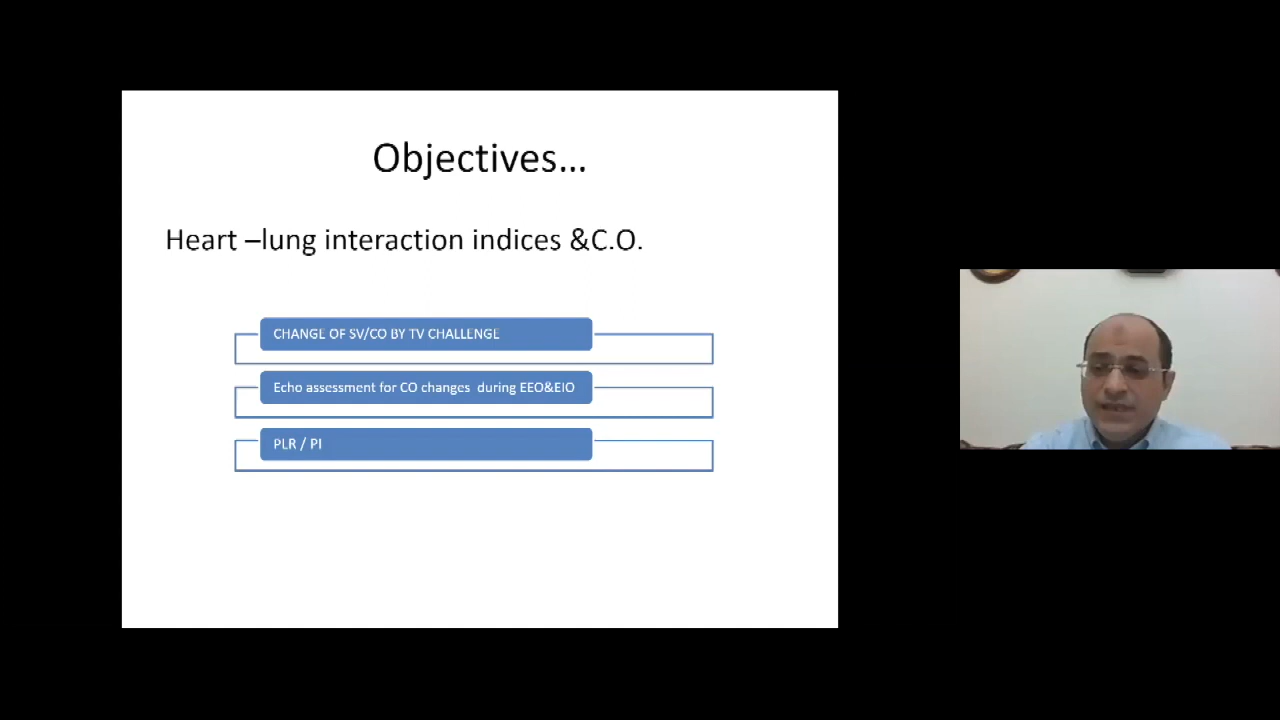 Objectives...
Heart –lung interaction indices &C.O.
CHANGE OF SV/CO BY TV CHALLENGE
Echo assessment for CO changes during EEO&EIO
PLR / PI